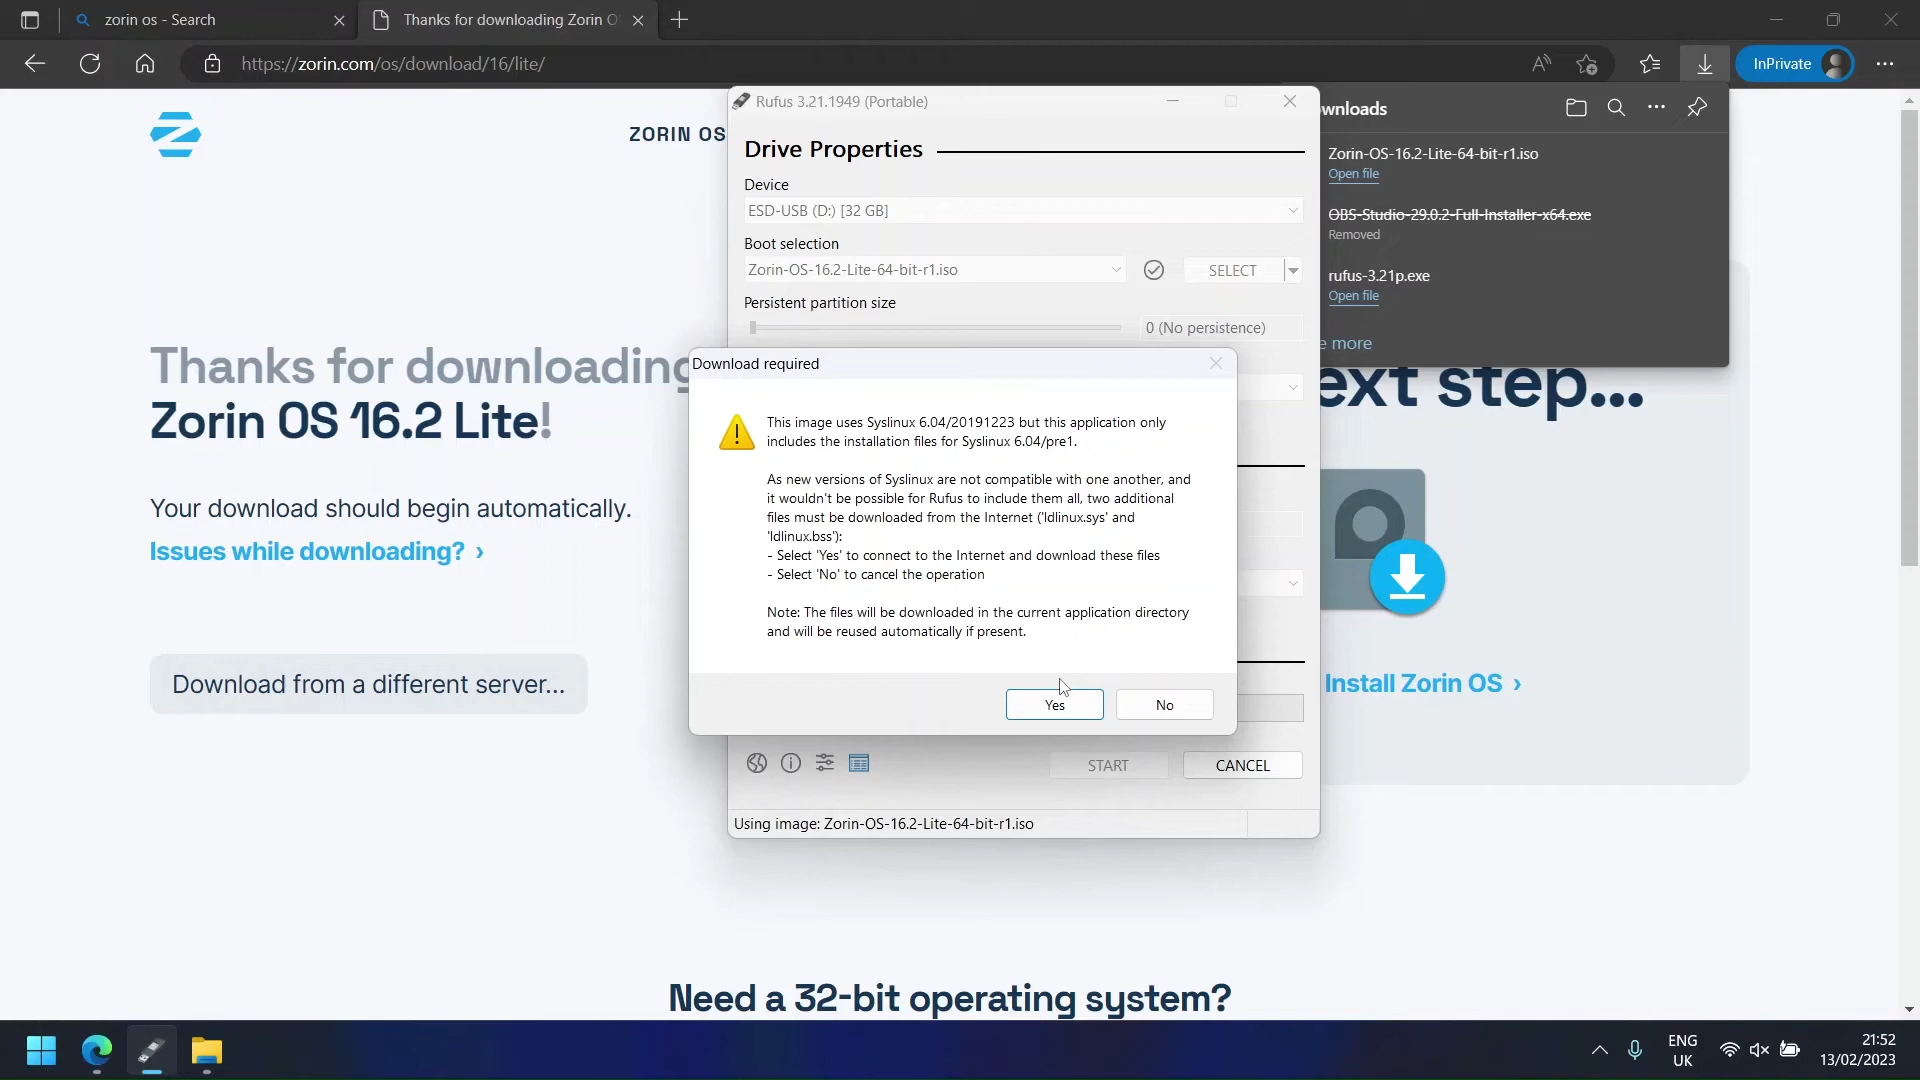 zorin os - Search
Thanks for downloading Zorin O
https://zorin.com/os/download/16/lite/
InPrivate
ZORIN OS
Thanks for downloading
Zorin OS 16.2 Lite!
Your download should begin automatically.
Issues while downloading? ›
Download from a different server...
Rufus 3.21.1949 (Portable)
Drive Properties
Device
ESD-USB (D:) [32 GB]
Boot selection
Zorin-OS-16.2-Lite-64-bit-r1.iso
SELECT
Persistent partition size
0 (No persistence)
Download required
This image uses Syslinux 6.04/20191223 but this application only
includes the installation files for Syslinux 6.04/pre1.
As new versions of Syslinux are not compatible with one another, and
it wouldn't be possible for Rufus to include them all, two additional
files must be downloaded from the Internet ('ldlinux.sys' and
'ldlinux.bss'):
- Select 'Yes' to connect to the Internet and download these files
- Select 'No' to cancel the operation
Note: The files will be downloaded in the current application directory
and will be reused automatically if present.
Yes
No
START
CANCEL
Using image: Zorin-OS-16.2-Lite-64-bit-r1.iso
wnloads
Zorin-OS-16.2-Lite-64-bit-r1.iso
Open file
OBS-Studio-29.0.2-Full-Installer-x64.exe
Removed
rufus-3.21p.exe
Open file
e more
ext step...
Install Zorin OS ›
Need a 32-bit operating system?
ENG
UK
21:52
13/02/2023